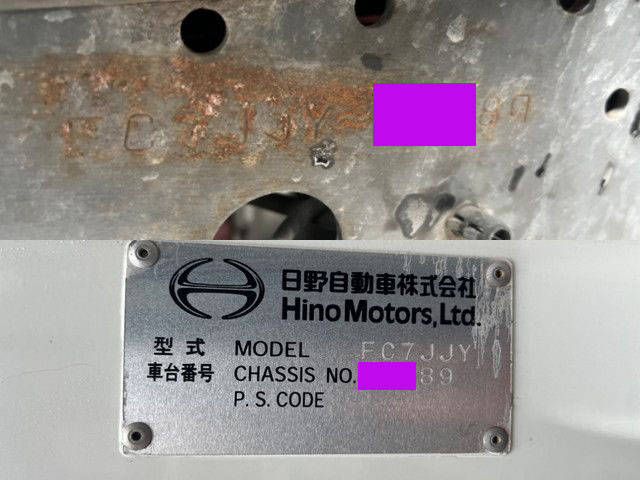 FC7JJY 89
日野自動車株式会社
Hino Motors, Ltd.
型式 MODEL FC7JJY
車台番号 CHASSIS NO. 89
P. S. CODE